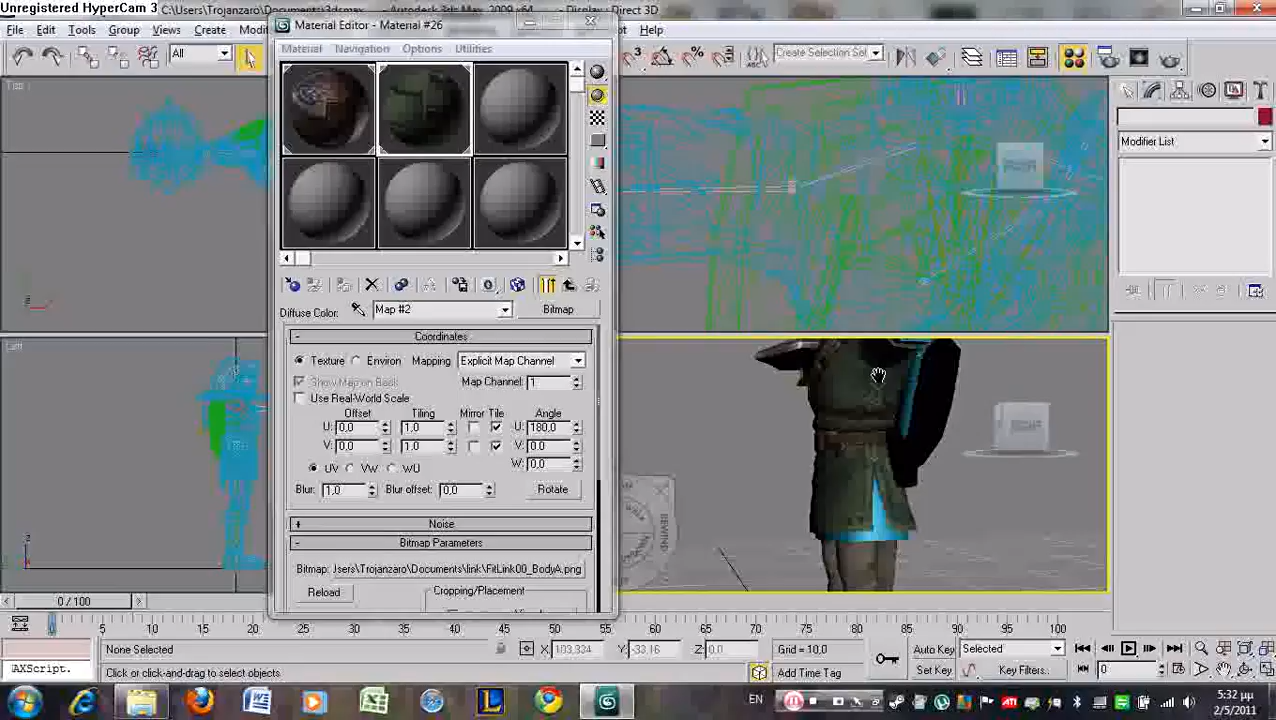 Unregistered HyperCam 3
C:\Users\Trojanzaro\Documents\3dsmax - Autodesk 3ds Max 2009 x64 - Display : Direct 3D
File Edit Tools Group Views Create Help
Material Editor - Material #26
Material Navigation Options Utilities
All
Create Selection Set
Modifier List
Diffuse Color: Map #2 Bitmap
Coordinates
Texture Environ Mapping Explicit Map Channel
Show Map on Back Map Channel: 1
Use Real-World Scale
Offset Tiling Mirror Tile Angle
U: 0,0 1,0 U: 180,0
V: 0,0 1,0 V: 0,0
W: 0,0
UV VW WU
Blur: 1,0 Blur offset: 0,0 Rotate
Noise
Bitmap Parameters
Bitmap: Jsers\Trojanzaro\Documents\link\FitLink00_BodyA.png
Reload Cropping/Placement
REWIND
0 / 100
5 10 15 20 25 30 35 40 45 50 55 60 65 70 75 80 85 90 95 100
None Selected X: 103,324 Y: -33,16 Z: 0,0 Grid = 10,0 Auto Key Selected
AXScript. Click or click-and-drag to select objects Add Time Tag Set Key Key Filters... 0
EN 5:32 μμ
2/5/2011